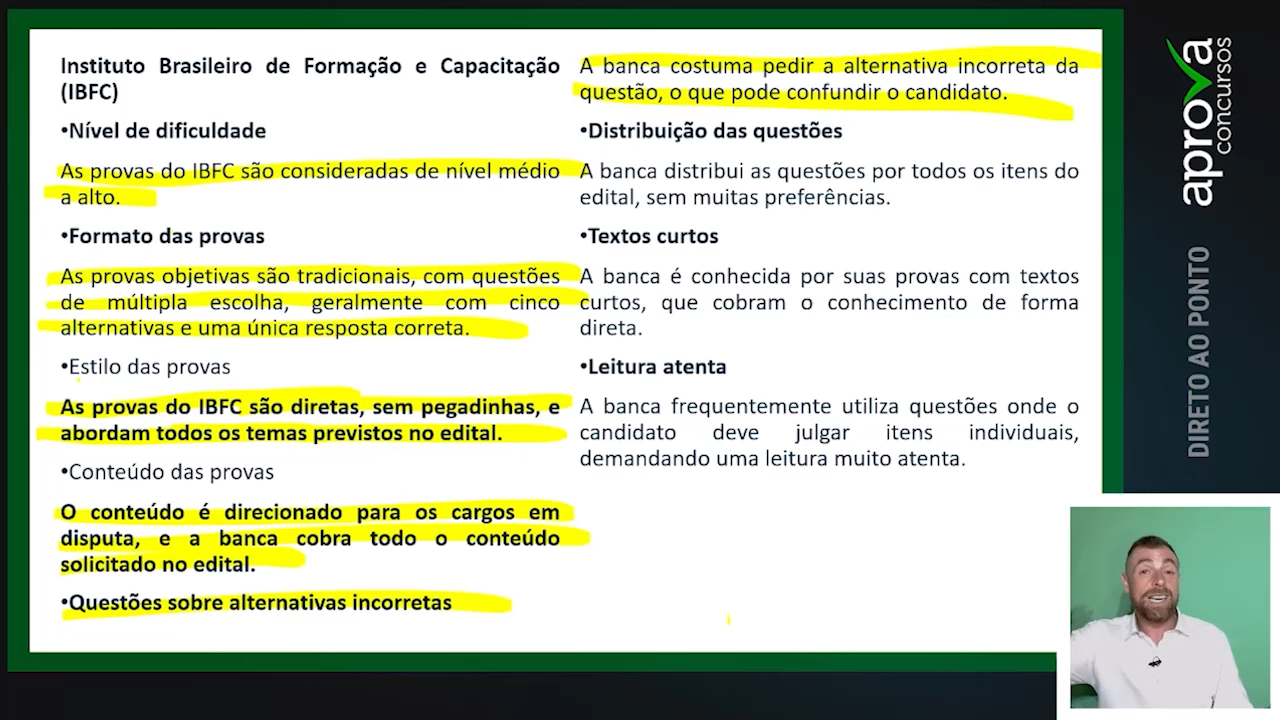 Instituto Brasileiro de Formação e Capacitação
(IBFC)
•Nível de dificuldade
As provas do IBFC são consideradas de nível médio
a alto.
•Formato das provas
As provas objetivas são tradicionais, com questões
de múltipla escolha, geralmente com cinco
alternativas e uma única resposta correta.
•Estilo das provas
As provas do IBFC são diretas, sem pegadinhas, e
abordam todos os temas previstos no edital.
•Conteúdo das provas
O conteúdo é direcionado para os cargos em
disputa, e a banca cobra todo o conteúdo
solicitado no edital.
•Questões sobre alternativas incorretas
A banca costuma pedir a alternativa incorreta da
questão, o que pode confundir o candidato.
•Distribuição das questões
A banca distribui as questões por todos os itens do
edital, sem muitas preferências.
•Textos curtos
A banca é conhecida por suas provas com textos
curtos, que cobram o conhecimento de forma
direta.
•Leitura atenta
A banca frequentemente utiliza questões onde o
candidato deve julgar itens individuais,
demandando uma leitura muito atenta.
aprova
concursos
DIRETO AO PONTO